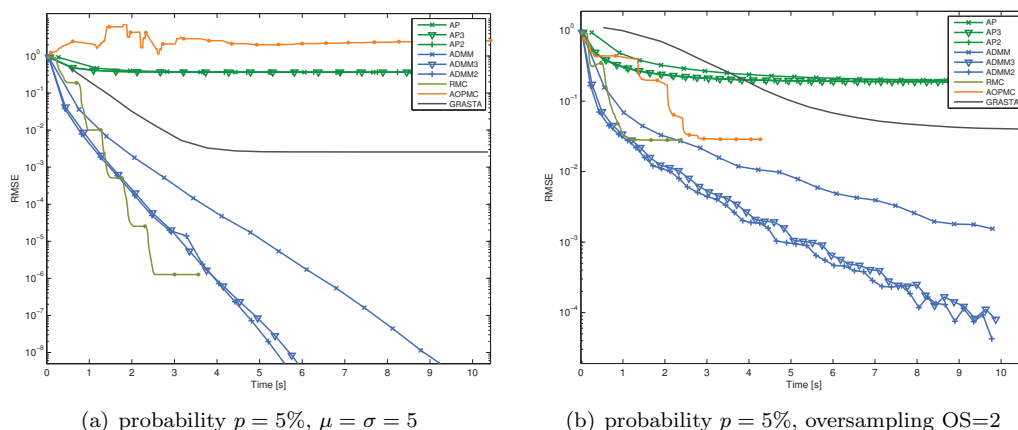 AP
AP3
AP2
ADMM
ADMM3
ADMM2
RMC
AOPMC
GRASTA
RMSE
10^0
10^-1
10^-2
10^-3
10^-4
10^-5
10^-6
10^-7
10^-8
0 1 2 3 4 5 6 7 8 9 10
Time [s]
(a) probability p = 5%, μ = σ = 5
AP
AP3
AP2
ADMM
ADMM3
ADMM2
RMC
AOPMC
GRASTA
RMSE
10^0
10^-1
10^-2
10^-3
10^-4
0 1 2 3 4 5 6 7 8 9 10
Time [s]
(b) probability p = 5%, oversampling OS=2